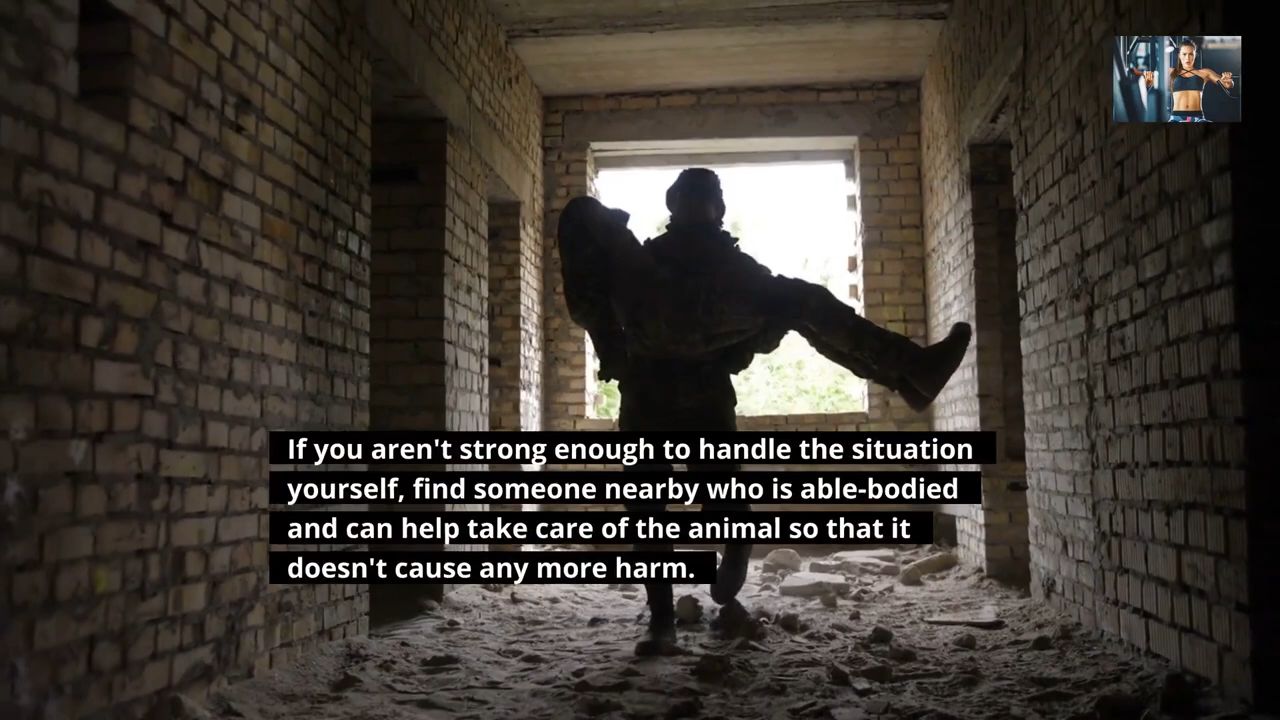 If you aren't strong enough to handle the situation
yourself, find someone nearby who is able-bodied
and can help take care of the animal so that it
doesn't cause any more harm.